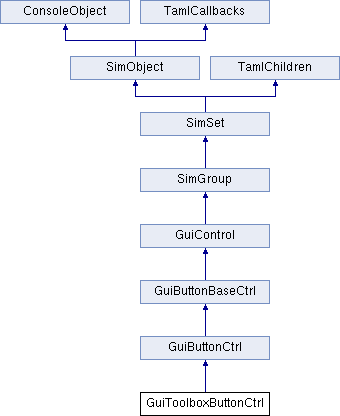 ConsoleObject
TamlCallbacks
SimObject
TamlChildren
SimSet
SimGroup
GuiControl
GuiButtonBaseCtrl
GuiButtonCtrl
GuiToolboxButtonCtrl